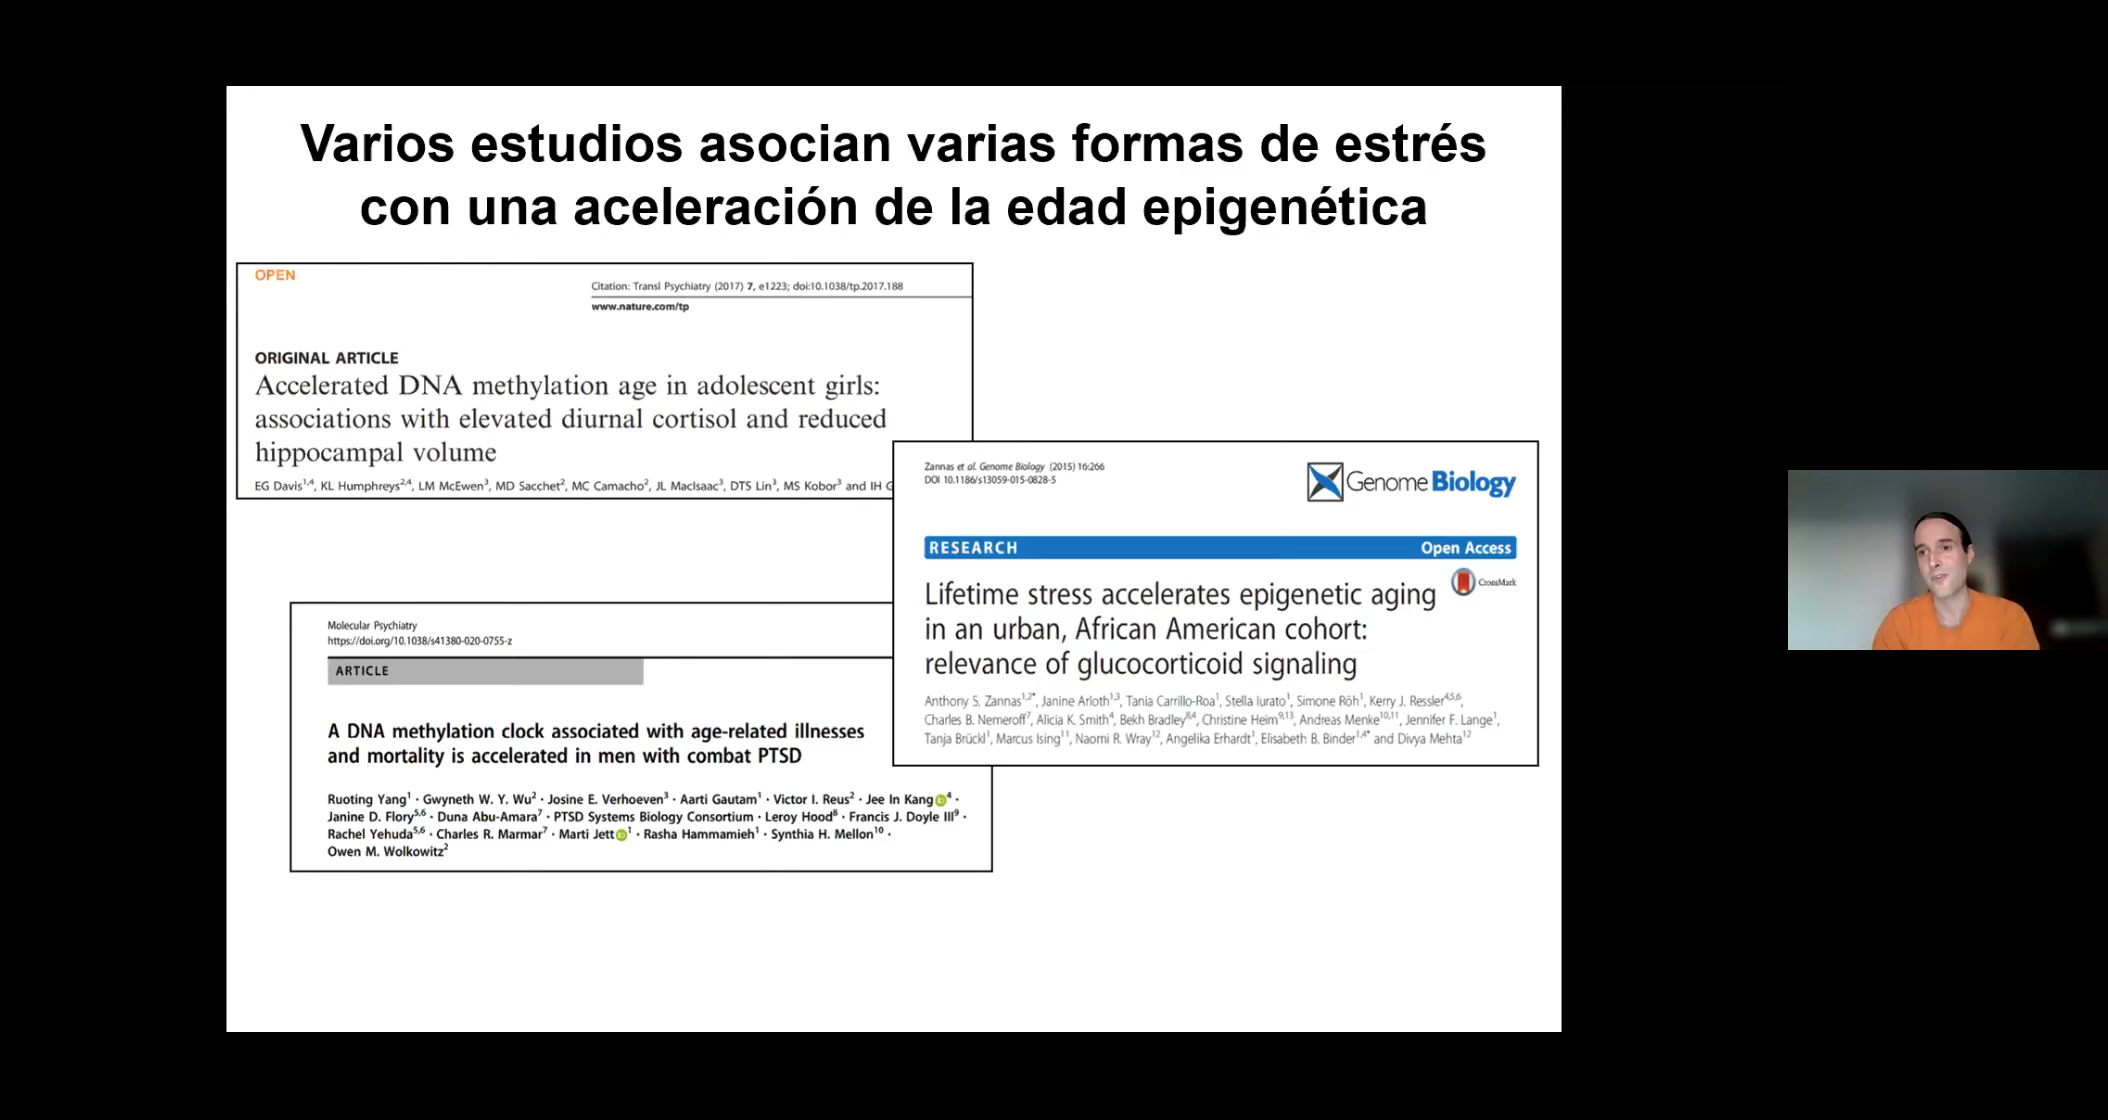 Varios estudios asocian varias formas de estrés
con una aceleración de la edad epigenética
OPEN
Citation: Transl Psychiatry (2017) 7, e1223; doi:10.1038/tp.2017.188
www.nature.com/tp
ORIGINAL ARTICLE
Accelerated DNA methylation age in adolescent girls:
associations with elevated diurnal cortisol and reduced
hippocampal volume
EG Davis1,4, KL Humphreys2,4, LM McEwen3, MD Sacchet2, MC Camacho2, JL MacIsaac3, DTS Lin3, MS Kobor3 and IH G
Zannas et al. Genome Biology (2015) 16:266
DOI 10.1186/s13059-015-0828-5
Genome Biology
RESEARCH Open Access
CrossMark
Lifetime stress accelerates epigenetic aging
in an urban, African American cohort:
relevance of glucocorticoid signaling
Anthony S. Zannas1,2*, Janine Arloth1,3, Tania Carrillo-Roa1, Stella Iurato1, Simone Röh1, Kerry J. Ressler4,5,6,
Charles B. Nemeroff7, Alicia K. Smith4, Bekh Bradley8,4, Christine Heim9,13, Andreas Menke10,11, Jennifer F. Lange1,
Tanja Brückl1, Marcus Ising11, Naomi R. Wray12, Angelika Erhardt1, Elisabeth B. Binder1,4* and Divya Mehta12
Molecular Psychiatry
https://doi.org/10.1038/s41380-020-0755-z
ARTICLE
A DNA methylation clock associated with age-related illnesses
and mortality is accelerated in men with combat PTSD
Ruoting Yang1 · Gwyneth W. Y. Wu2 · Josine E. Verhoeven3 · Aarti Gautam1 · Victor I. Reus2 · Jee In Kang4 ·
Janine D. Flory5,6 · Duna Abu-Amara7 · PTSD Systems Biology Consortium · Leroy Hood8 · Francis J. Doyle III9 ·
Rachel Yehuda5,6 · Charles R. Marmar7 · Marti Jett1 · Rasha Hammamieh1 · Synthia H. Mellon10 ·
Owen M. Wolkowitz2